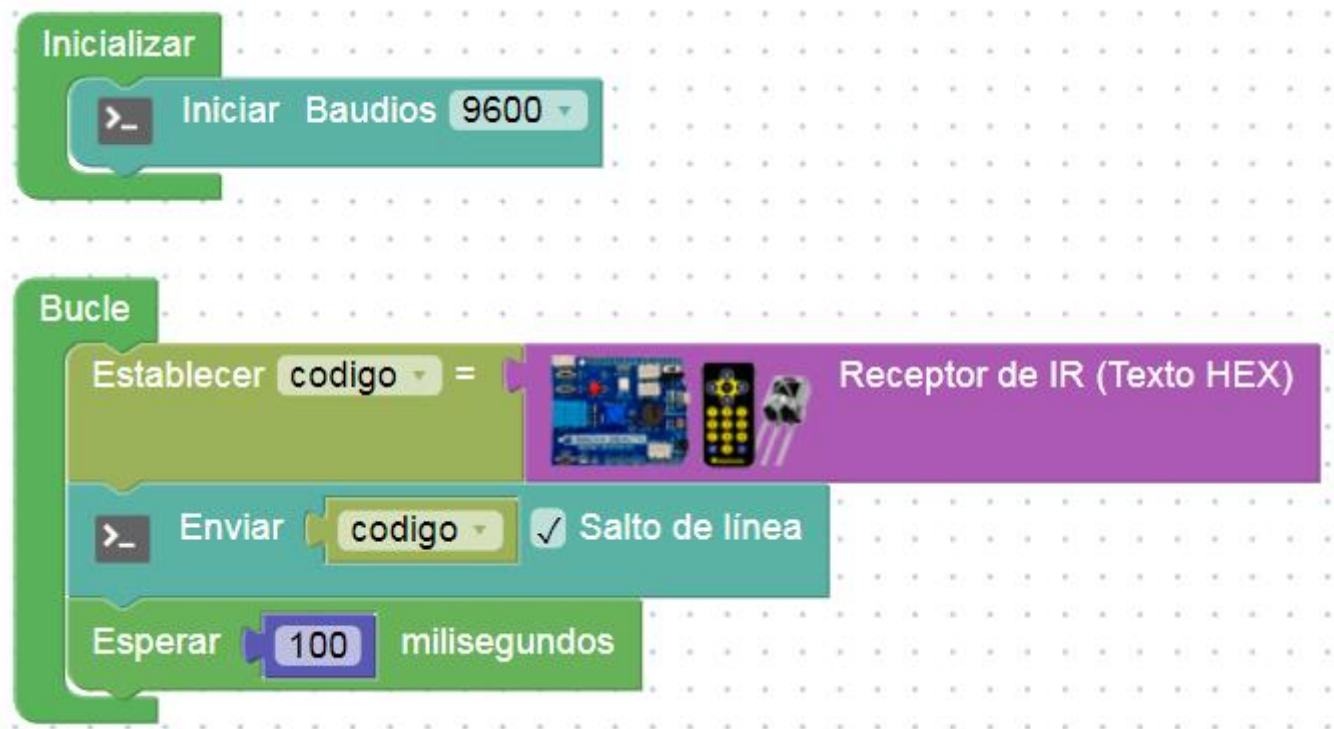 Inicializar
>_ Iniciar Baudios 9600
Bucle
Establecer codigo = Receptor de IR (Texto HEX)
>_ Enviar codigo ✓ Salto de línea
Esperar 100 milisegundos